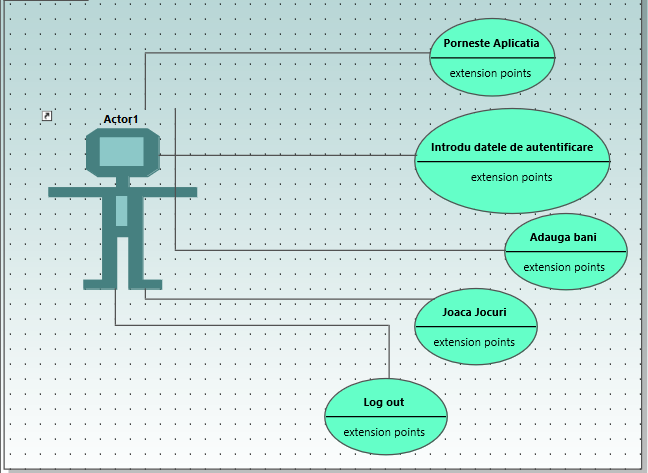 Porneste Aplicatia
extension points
Actor1
Introdu datele de autentificare
extension points
Adauga bani
extension points
Joaca Jocuri
extension points
Log out
extension points